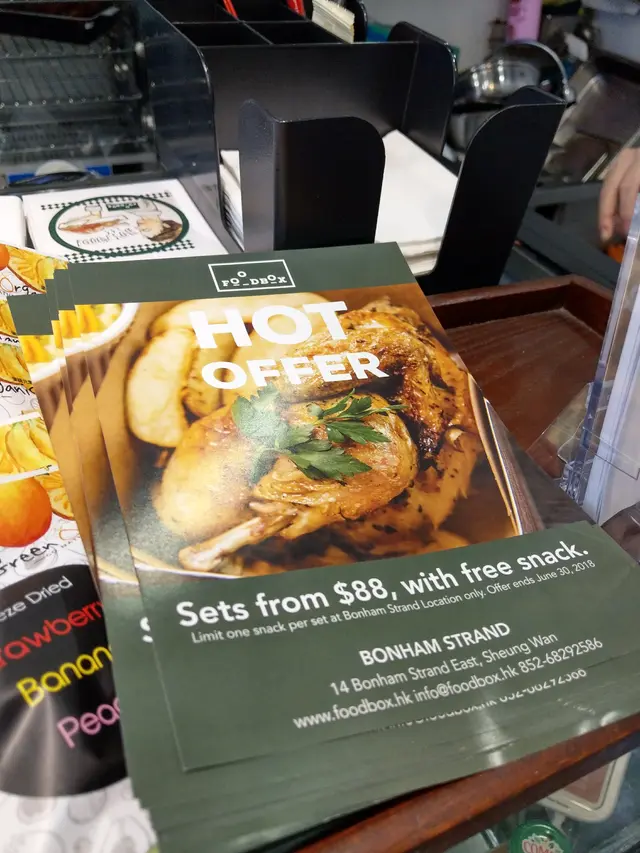 FO_DBOX
HOT
OFFER
Sets from $88, with free snack.
Limit one snack per set at Bonham Strand Location only. Offer ends June 30, 2018
BONHAM STRAND
14 Bonham Strand East, Sheung Wan
www.foodbox.hk info@foodbox.hk 852-68292586
Green
eze Dried
rawberr
Banan
Peac